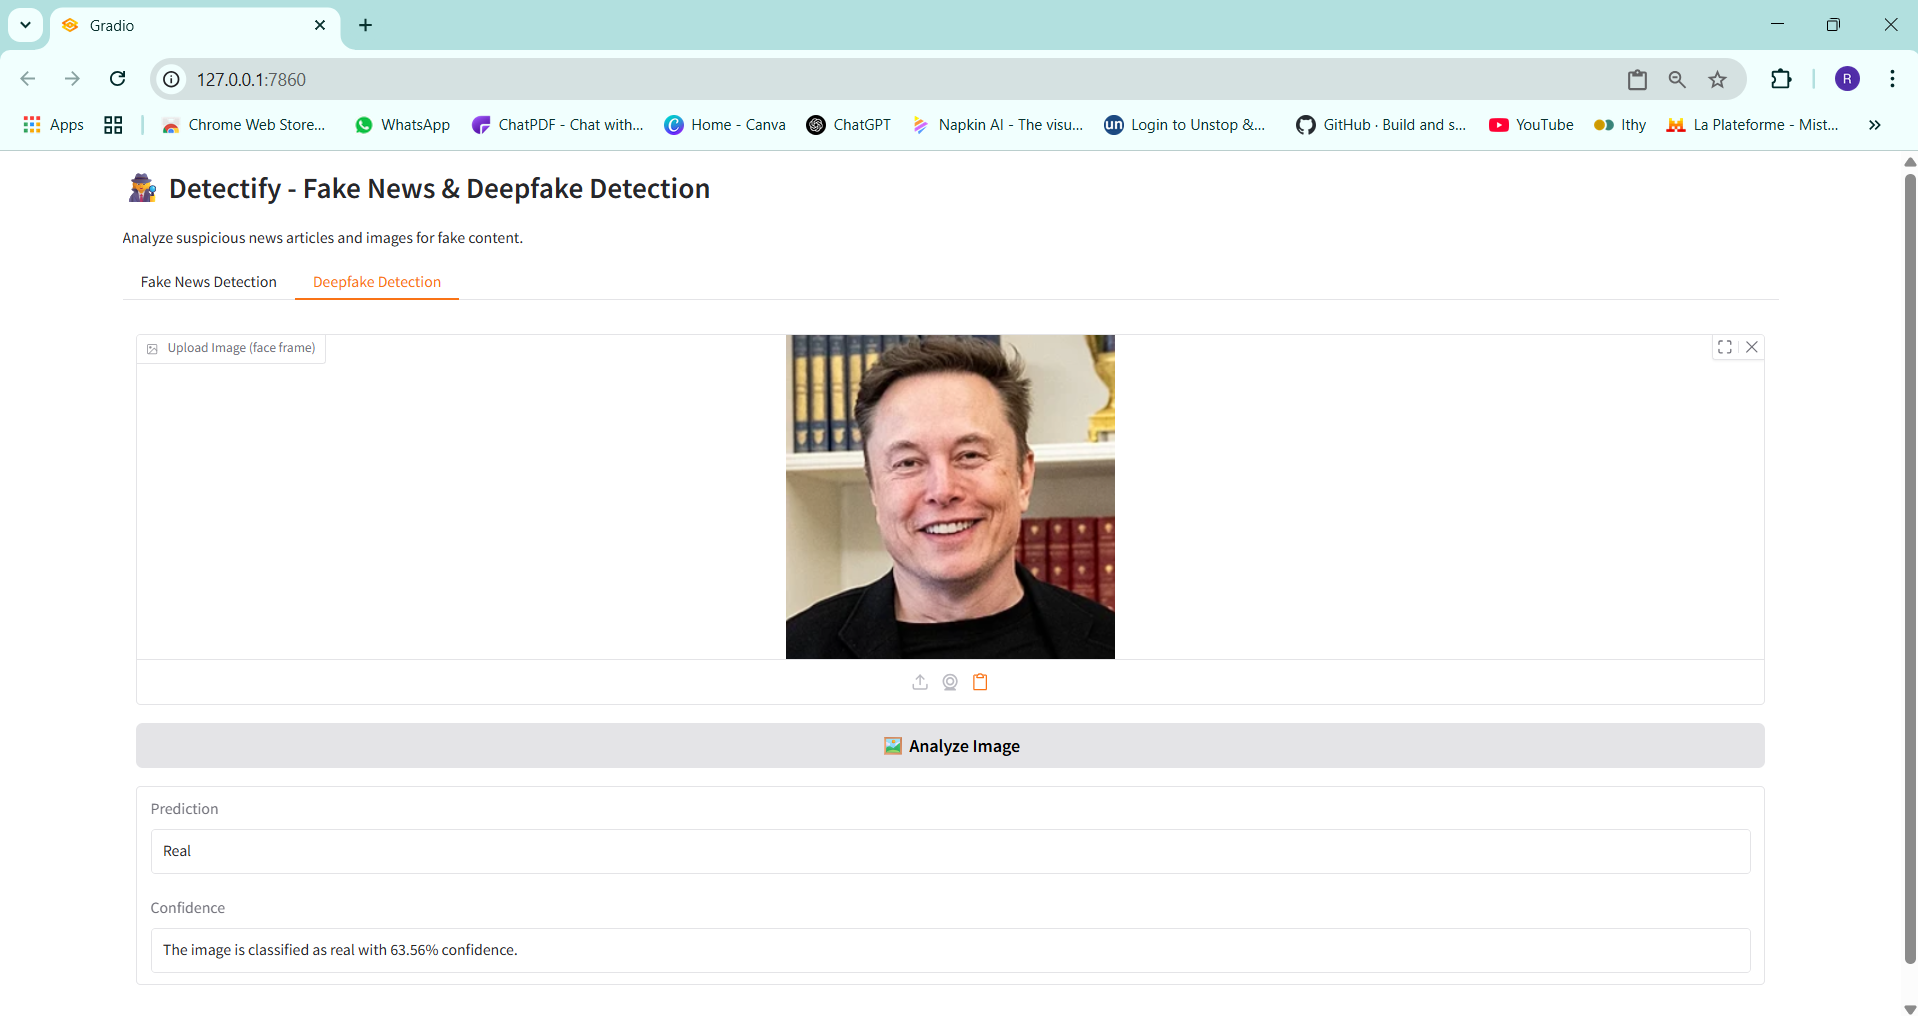 Gradio
127.0.0.1:7860
R
Apps
Chrome Web Store...
WhatsApp
ChatPDF - Chat with...
Home - Canva
ChatGPT
Napkin AI - The visu...
un Login to Unstop &...
GitHub · Build and s...
YouTube
Ithy
La Plateforme - Mist...
Detectify - Fake News & Deepfake Detection
Analyze suspicious news articles and images for fake content.
Fake News Detection
Deepfake Detection
Upload Image (face frame)
Analyze Image
Prediction
Real
Confidence
The image is classified as real with 63.56% confidence.